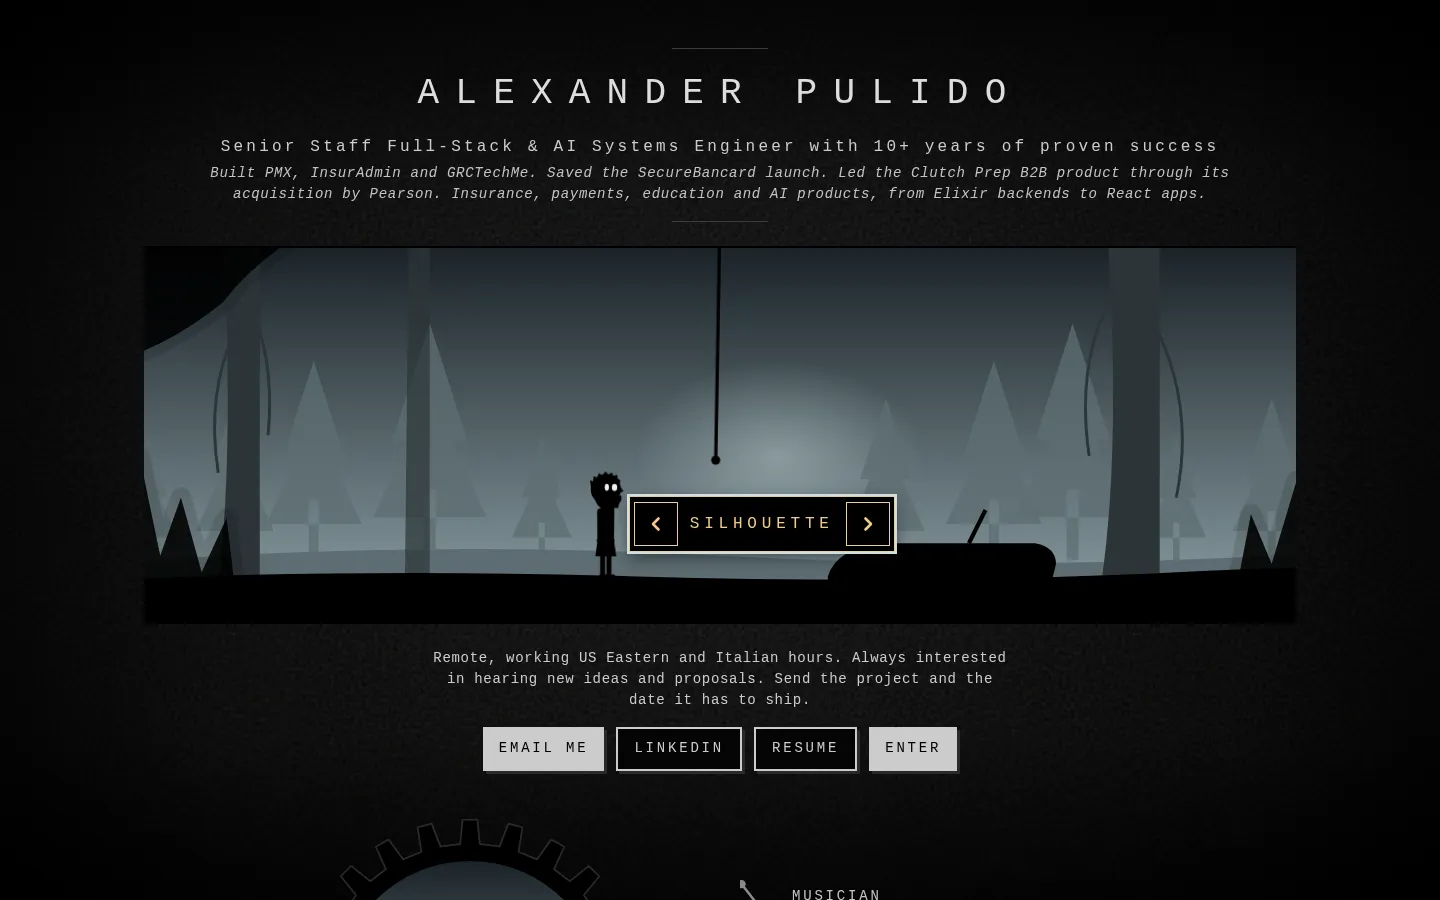 ALEXANDER PULIDO
Senior Staff Full-Stack & AI Systems Engineer with 10+ years of proven success
Built PMX, InsurAdmin and GRCTechMe. Saved the SecureBancard launch. Led the Clutch Prep B2B product through its
acquisition by Pearson. Insurance, payments, education and AI products, from Elixir backends to React apps.
SILHOUETTE
Remote, working US Eastern and Italian hours. Always interested
in hearing new ideas and proposals. Send the project and the
date it has to ship.
EMAIL ME
LINKEDIN
RESUME
ENTER
MUSICIAN